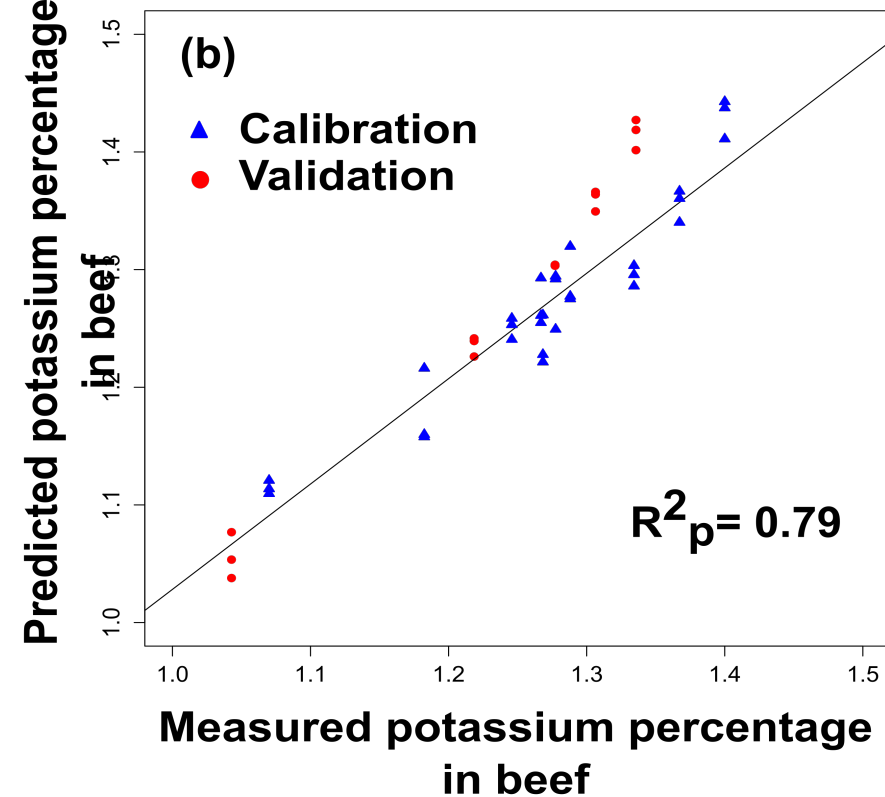 (b)
Calibration
Validation
R2p= 0.79
Predicted potassium percentage
in beef
1.5
1.4
1.3
1.2
1.1
1.0
1.0 1.1 1.2 1.3 1.4 1.5
Measured potassium percentage
in beef